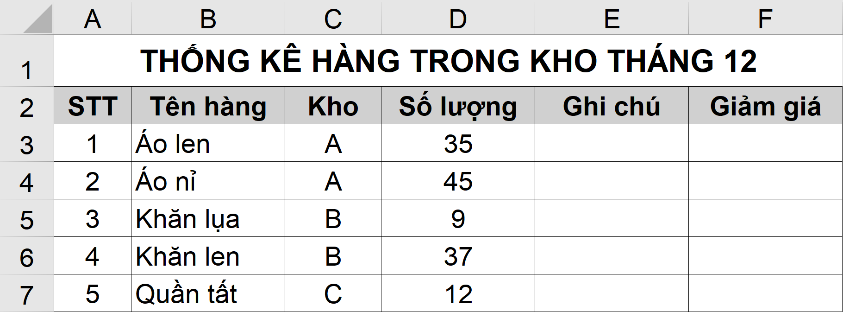 A B C D E F
1 THỐNG KÊ HÀNG TRONG KHO THÁNG 12
2 STT Tên hàng Kho Số lượng Ghi chú Giảm giá
3 1 Áo len A 35
4 2 Áo nỉ A 45
5 3 Khăn lụa B 9
6 4 Khăn len B 37
7 5 Quần tất C 12